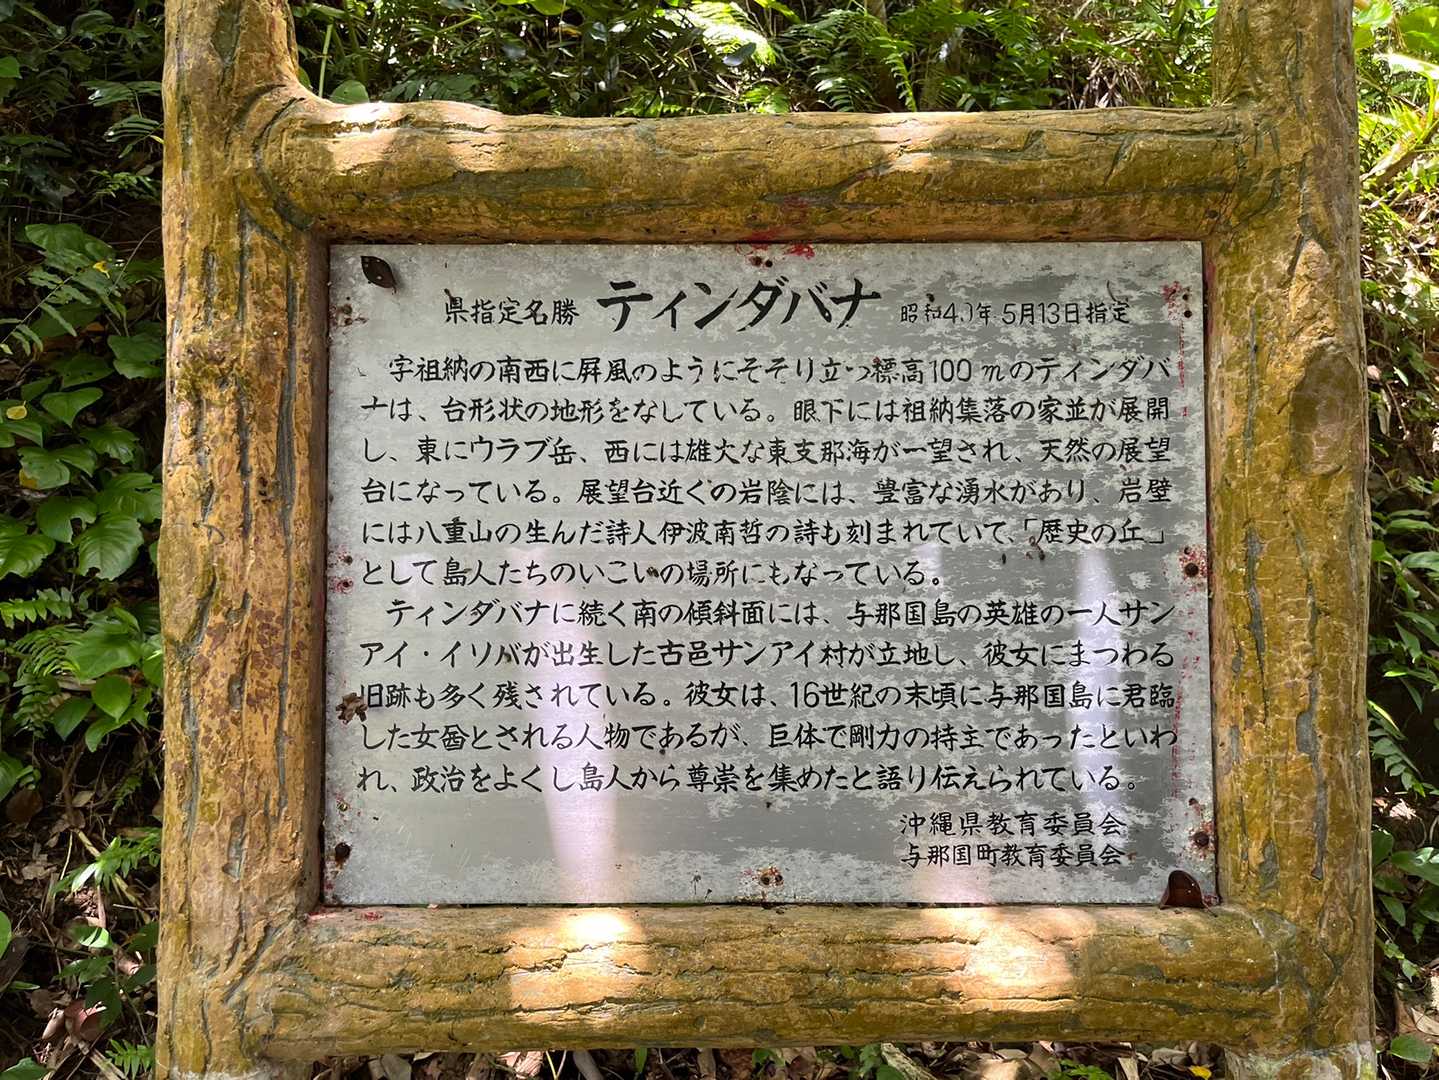 県指定名勝 ティンダバナ 昭和4 年5月13日指定
字祖納の南西に屏風のようにそそり立つ標高100mのティンダバ
ナは、台形状の地形をなしている。眼下には祖納集落の家並が展開
し、東にウラブ岳、西には雄大な東支那海が一望され、天然の展望
台になっている。展望台近くの岩陰には、豊富な湧水があり、岩壁
には八重山の生んだ詩人伊波南哲の詩も刻まれていて、「歴史の丘」
として島人たちのいこいの場所にもなっている。
ティンダバナに続く南の傾斜面には、与那国島の英雄の一人サン
アイ・イソバが出生した古邑サンアイ村が立地し、彼女にまつわる
旧跡も多く残されている。彼女は、16世紀の末頃に与那国島に君臨
した女酋とされる人物であるが、巨体で剛力の持主であったといわ
れ、政治をよくし島人から尊崇を集めたと語り伝えられている。
沖縄県教育委員会
与那国町教育委員会